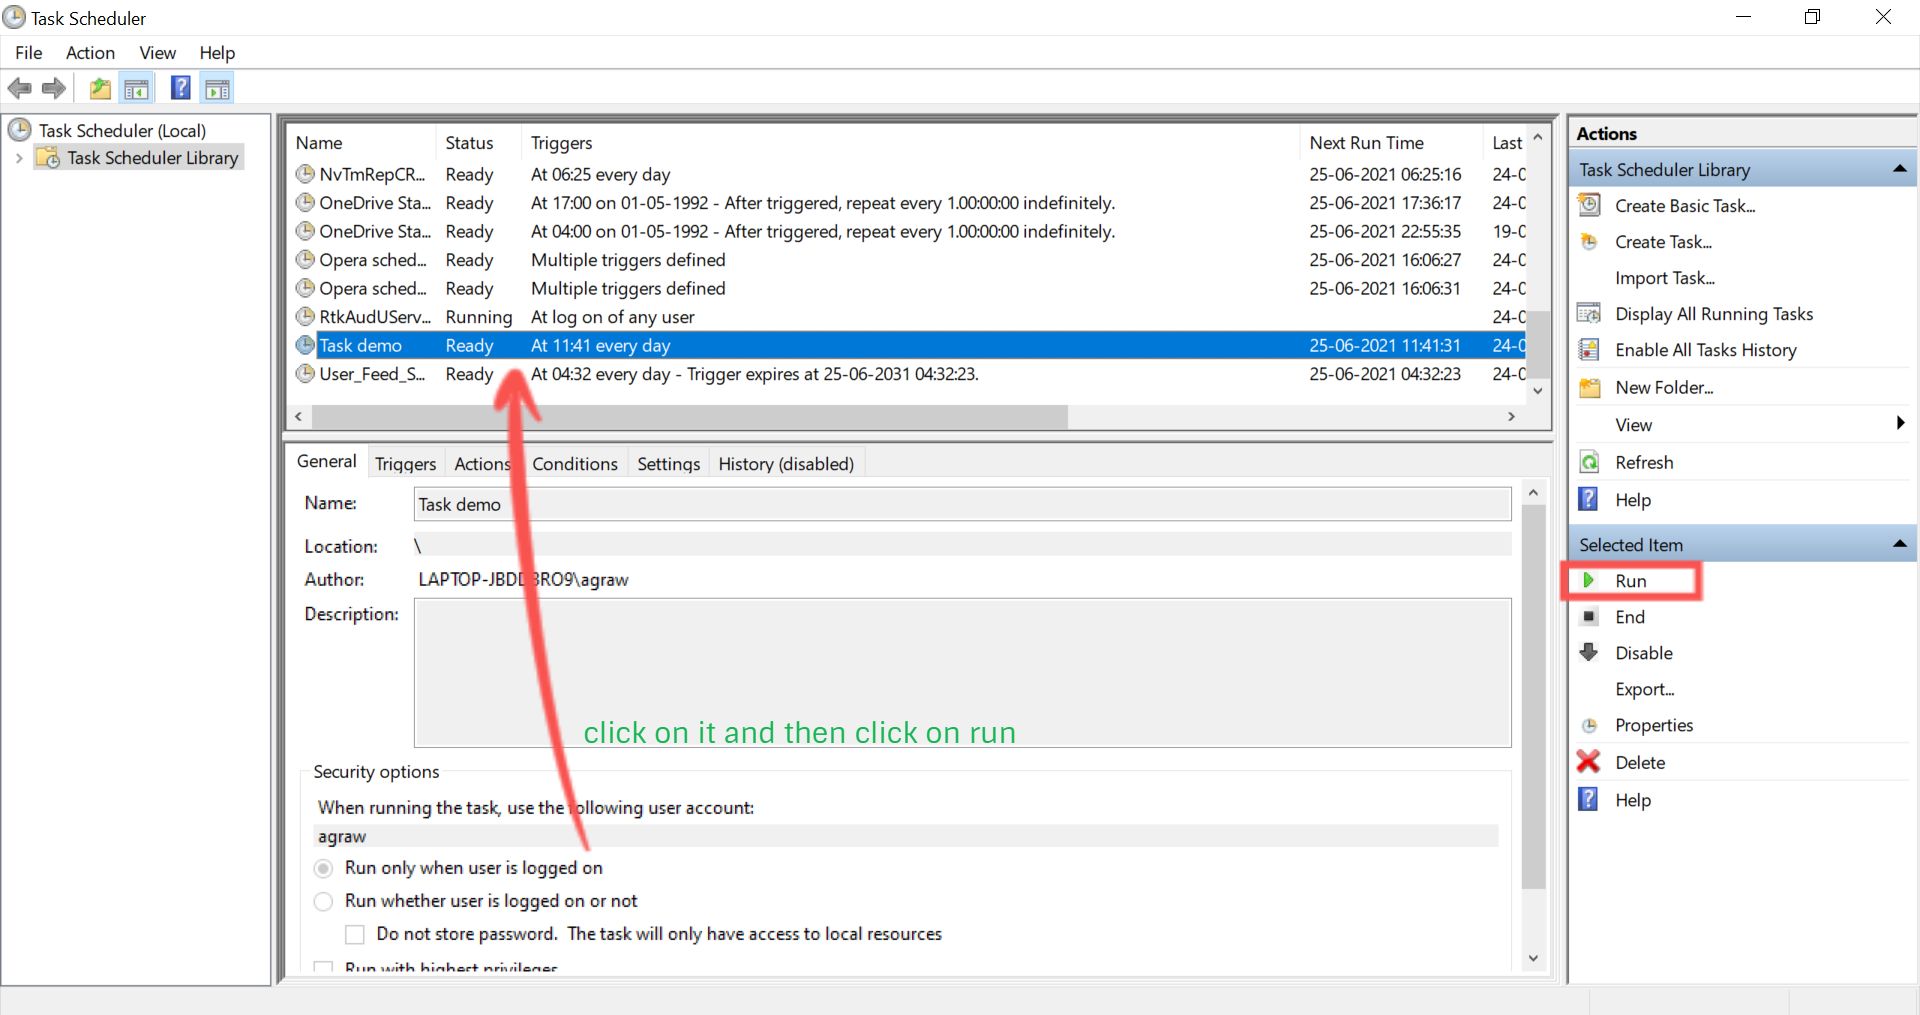 Task Scheduler
File Action View Help
Task Scheduler (Local)
Task Scheduler Library
Name Status Triggers Next Run Time Last
NvTmRepCR... Ready At 06:25 every day 25-06-2021 06:25:16 24-0
OneDrive Sta... Ready At 17:00 on 01-05-1992 - After triggered, repeat every 1.00:00:00 indefinitely. 25-06-2021 17:36:17 24-0
OneDrive Sta... Ready At 04:00 on 01-05-1992 - After triggered, repeat every 1.00:00:00 indefinitely. 25-06-2021 22:55:35 19-0
Opera sched... Ready Multiple triggers defined 25-06-2021 16:06:27 24-0
Opera sched... Ready Multiple triggers defined 25-06-2021 16:06:31 24-0
RtkAudUServ... Running At log on of any user 24-0
Task demo Ready At 11:41 every day 25-06-2021 11:41:31 24-0
User_Feed_S... Ready At 04:32 every day - Trigger expires at 25-06-2031 04:32:23. 25-06-2021 04:32:23 24-0
General Triggers Actions Conditions Settings History (disabled)
Name: Task demo
Location: \
Author:
Description:
click on it and then click on run
Security options
When running the task, use the following user account:
agraw
Run only when user is logged on
Run whether user is logged on or not
Do not store password. The task will only have access to local resources
Run with highest privileges
Actions
Task Scheduler Library
Create Basic Task...
Create Task...
Import Task...
Display All Running Tasks
Enable All Tasks History
New Folder...
View
Refresh
Help
Selected Item
Run
End
Disable
Export...
Properties
Delete
Help